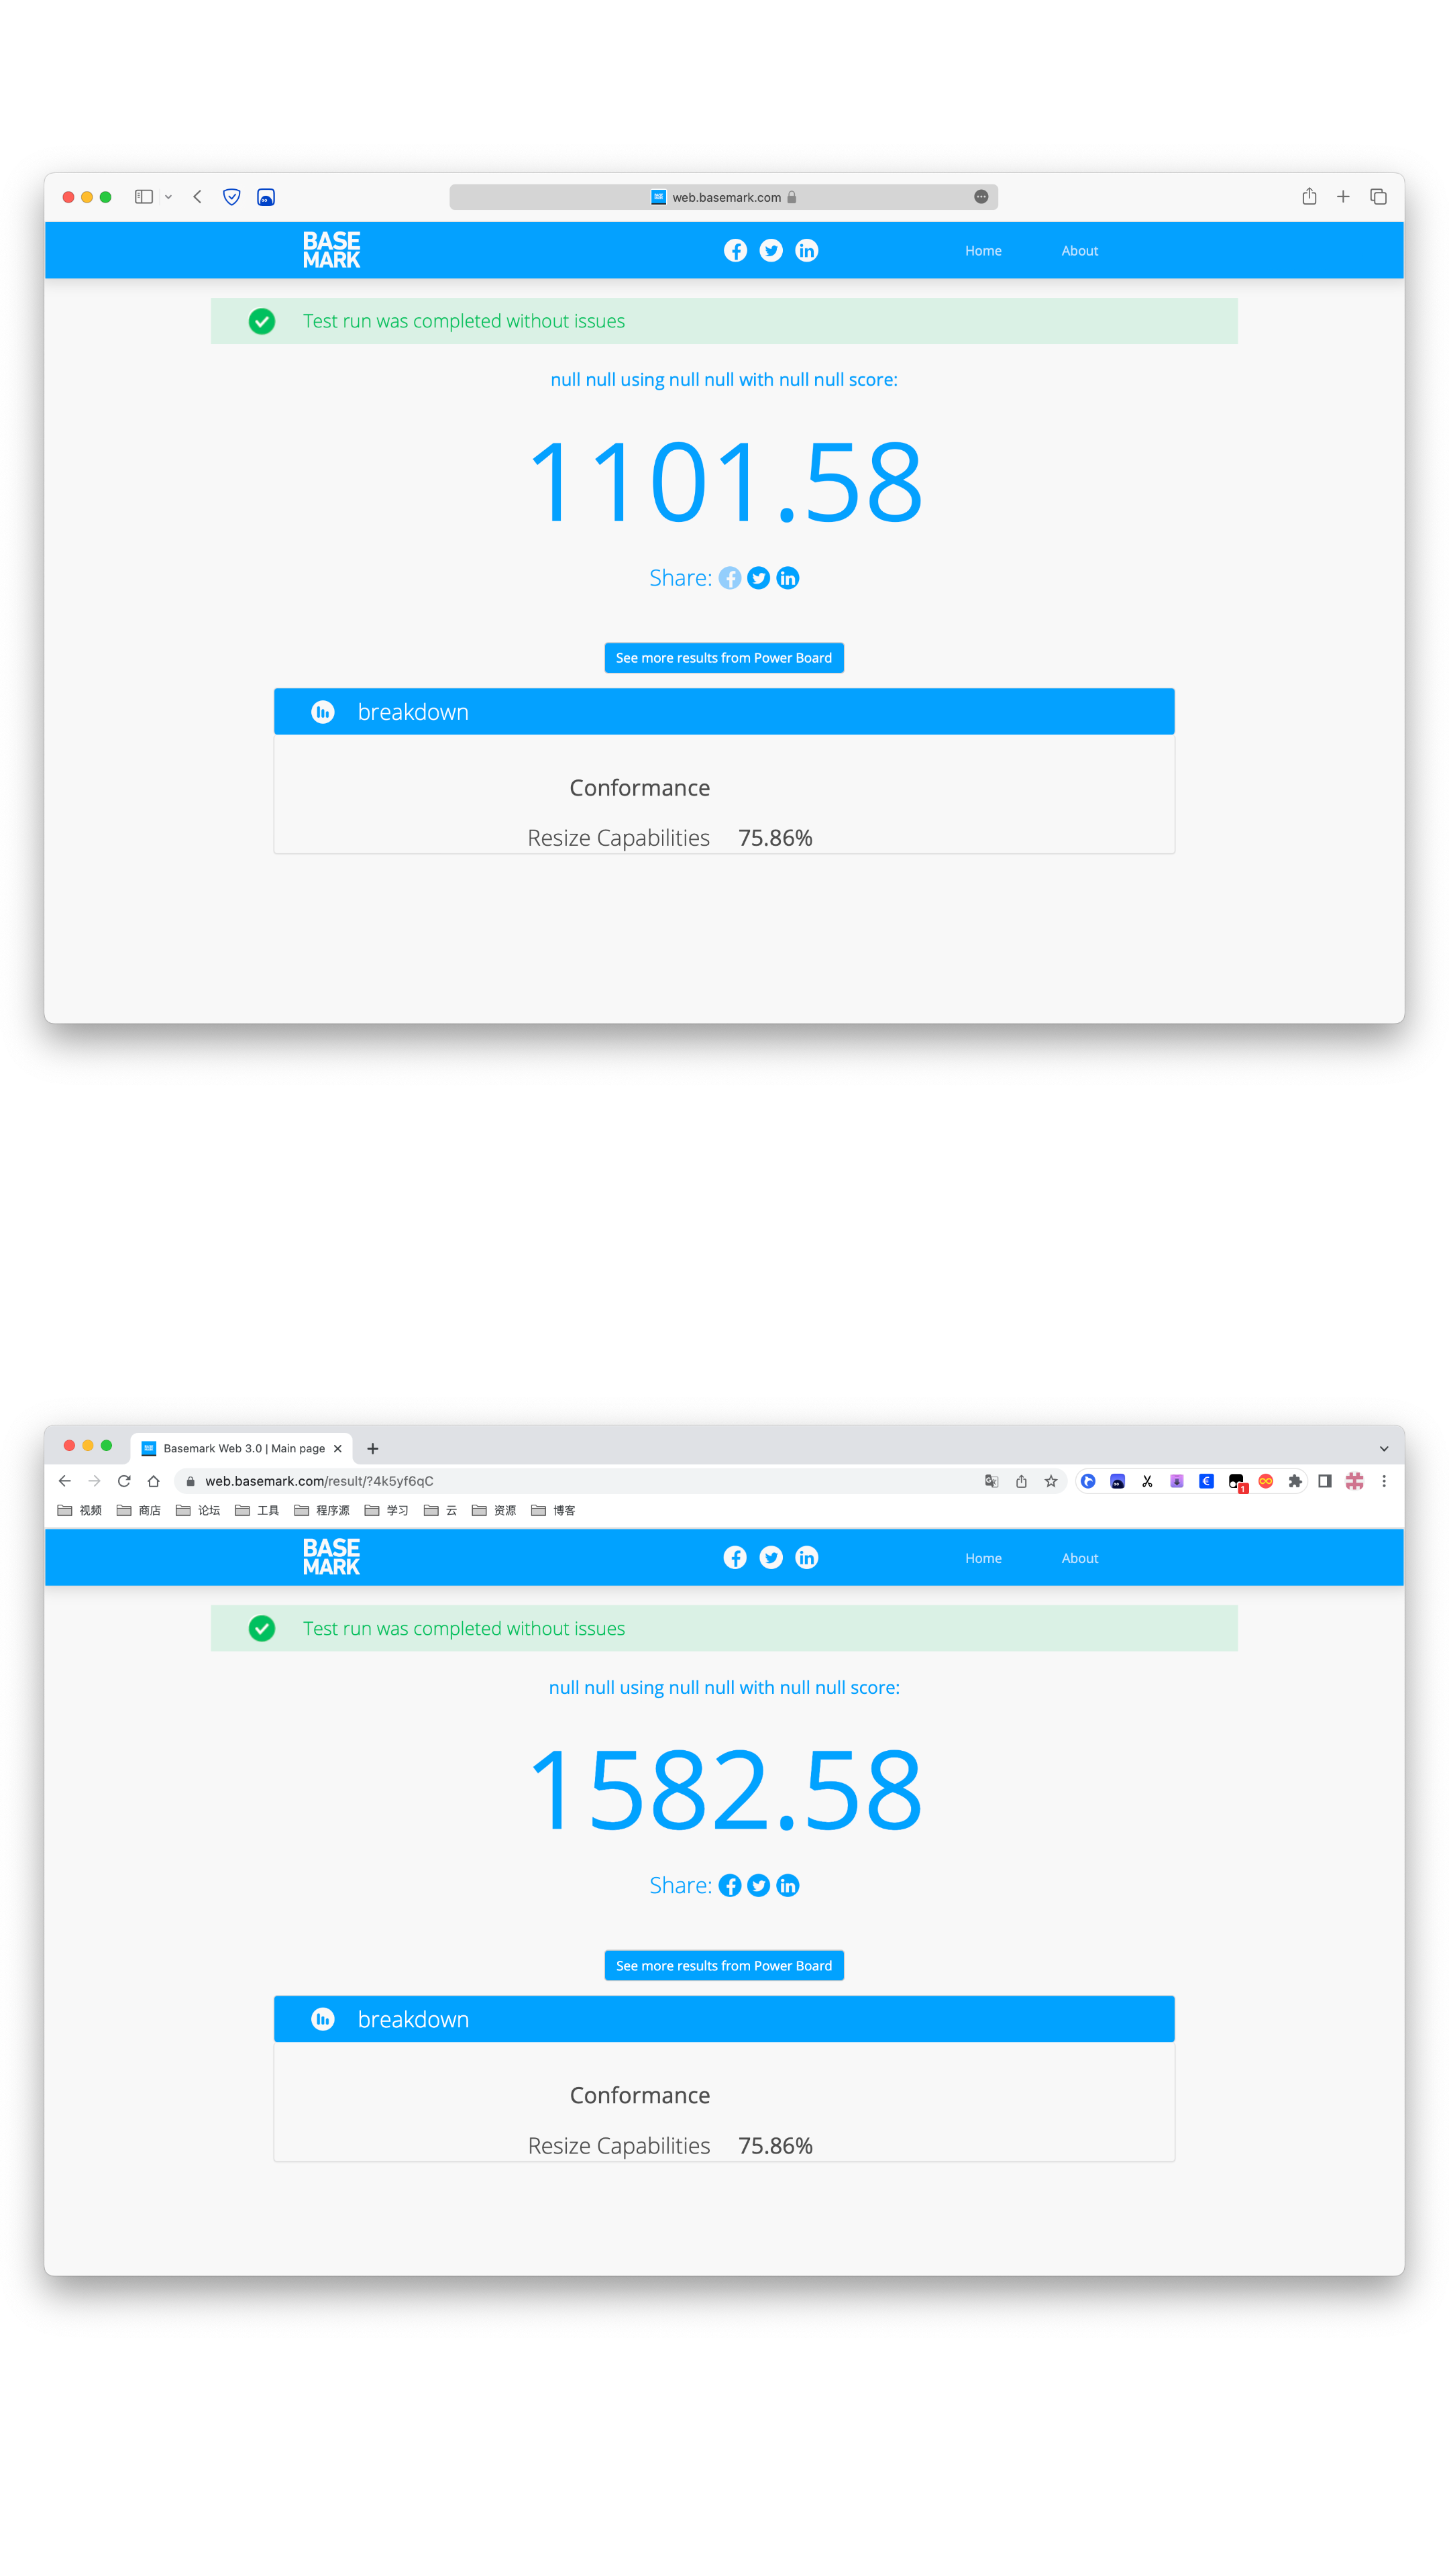 web.basemark.com
BASE
MARK
Home About
Test run was completed without issues
null null using null null with null null score:
1101.58
Share:
See more results from Power Board
breakdown
Conformance
Resize Capabilities 75.86%
Basemark Web 3.0 | Main page
web.basemark.com/result/?4k5yf6qC
视频 商店 论坛 工具 程序源 学习 云 资源 博客
BASE
MARK
Home About
Test run was completed without issues
null null using null null with null null score:
1582.58
Share:
See more results from Power Board
breakdown
Conformance
Resize Capabilities 75.86%